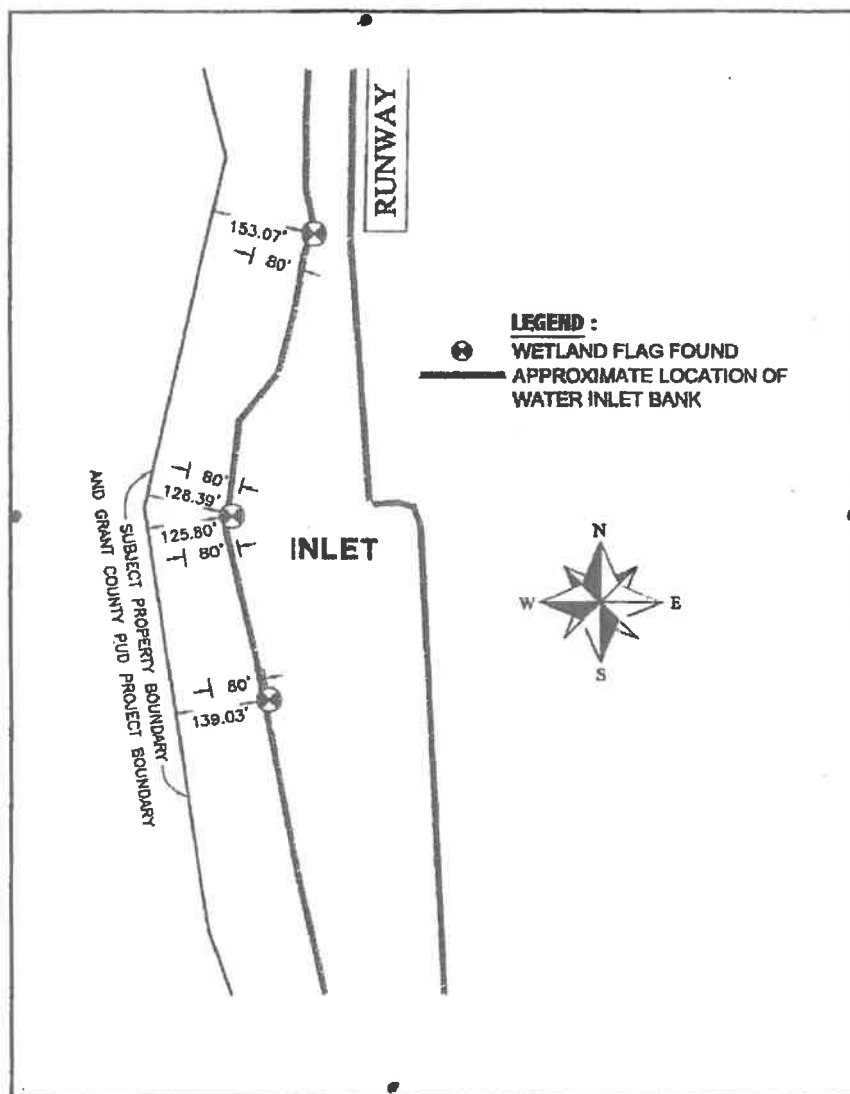 RUNWAY
153.07'
80'
LEGEND :
WETLAND FLAG FOUND
APPROXIMATE LOCATION OF
WATER INLET BANK
80'
128.39'
125.80'
80'
INLET
SUBJECT PROPERTY BOUNDARY
AND GRANT COUNTY PUD PROJECT BOUNDARY
N
W
E
S
80'
139.03'